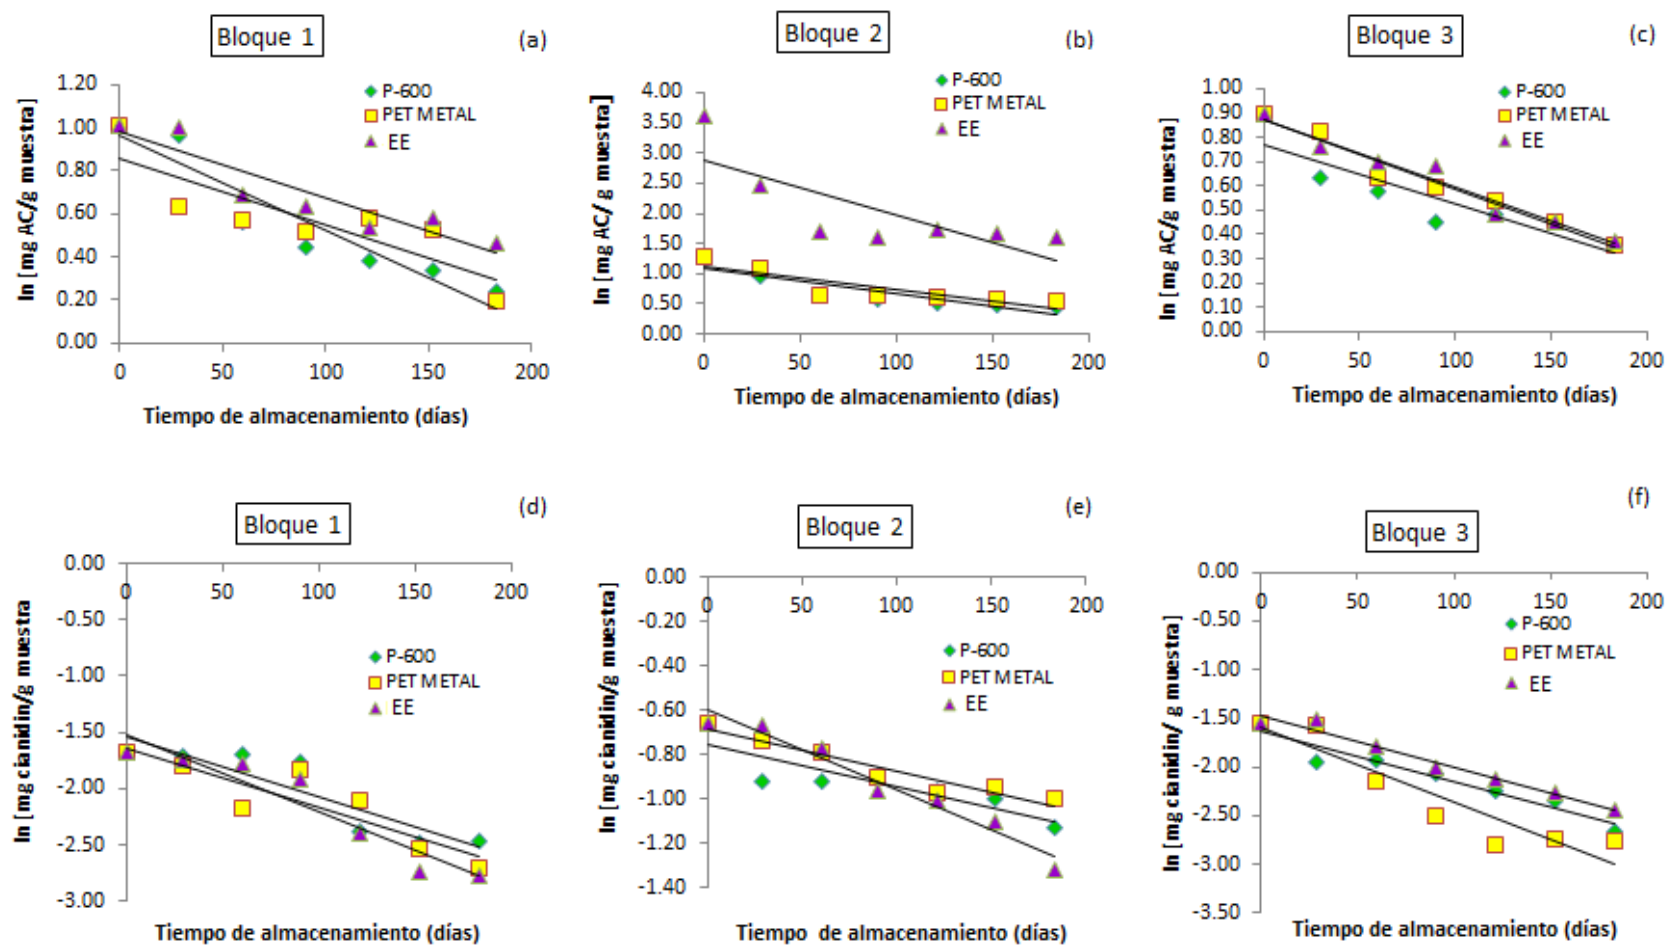 Bloque 1
(a)
ln [mg AC/g muestra]
1.20
1.00
0.80
0.60
0.40
0.20
0.00
0
100
150
200
P-600
PET METAL
EE
Tiempo de almacenamiento (días)
Bloque 2
(b)
ln [mg AC/ g muestra]
4.00
3.50
3.00
2.50
2.00
1.50
1.00
0.50
0.00
0
50
100
150
200
P-600
PET METAL
EE
Tiempo de almacenamiento (días)
Bloque 3
(c)
ln [mg AC/g muestra]
1.00
0.90
0.80
0.70
0.60
0.50
0.40
0.30
0.20
0.10
0.00
0
50
100
150
200
P-600
PET METAL
EE
Tiempo de almacenamiento (días)
Bloque 1
(d)
ln [mg cianidin/g muestra
0.00
-0.50
-1.00
-1.50
-2.00
-2.50
-3.00
0
50
100
150
200
P-600
PET METAL
EE
Tiempo de almacenamiento (días)
Bloque 2
(e)
ln [mg cianidin/g muestra]
0.00
-0.20
-0.40
-0.60
-0.80
-1.00
-1.20
-1.40
0
50
100
150
200
P-600
PET METAL
EE
Tiempo de almacenamiento (días)
Bloque 3
(f)
ln [mg cianidin/ g muestra]
0.00
-0.50
-1.00
-1.50
-2.00
-2.50
-3.00
-3.50
0
50
100
150
200
P-600
PET METAL
EE
Tiempo de almacenamiento (días)